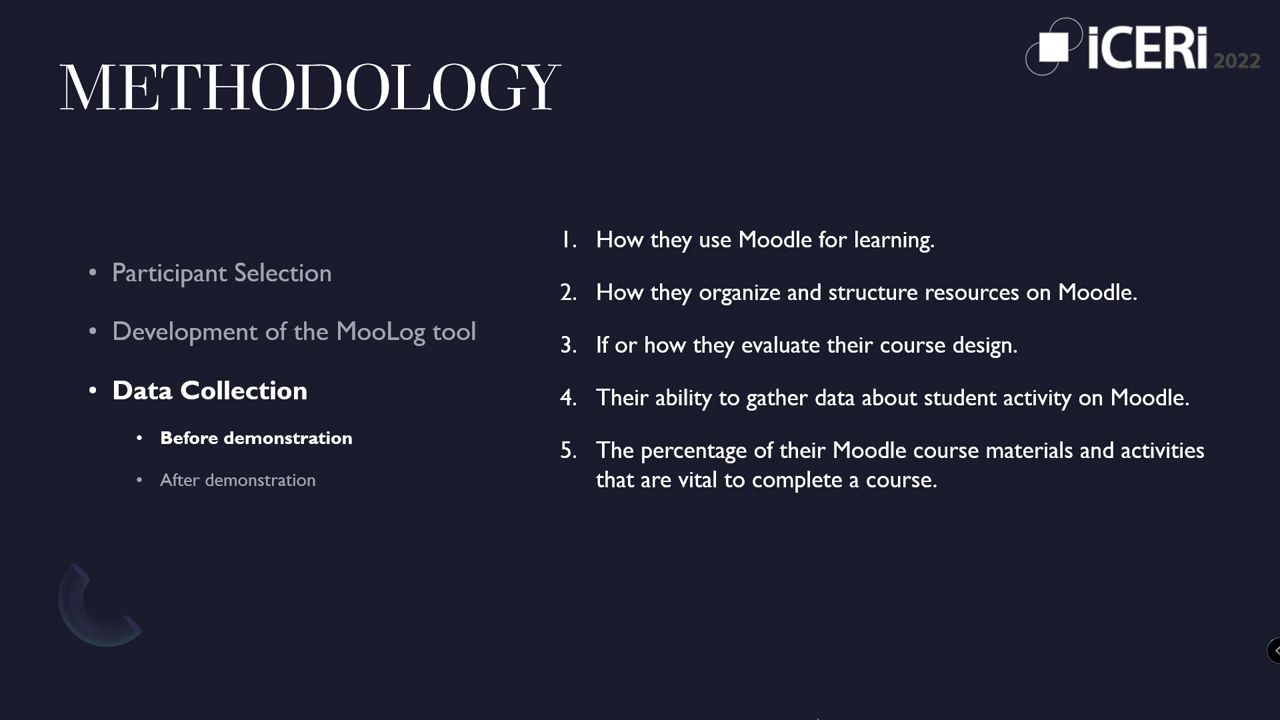 METHODOLOGY
iCERi 2022
• Participant Selection
• Development of the MooLog tool
• Data Collection
• Before demonstration
• After demonstration
1. How they use Moodle for learning.
2. How they organize and structure resources on Moodle.
3. If or how they evaluate their course design.
4. Their ability to gather data about student activity on Moodle.
5. The percentage of their Moodle course materials and activities
that are vital to complete a course.